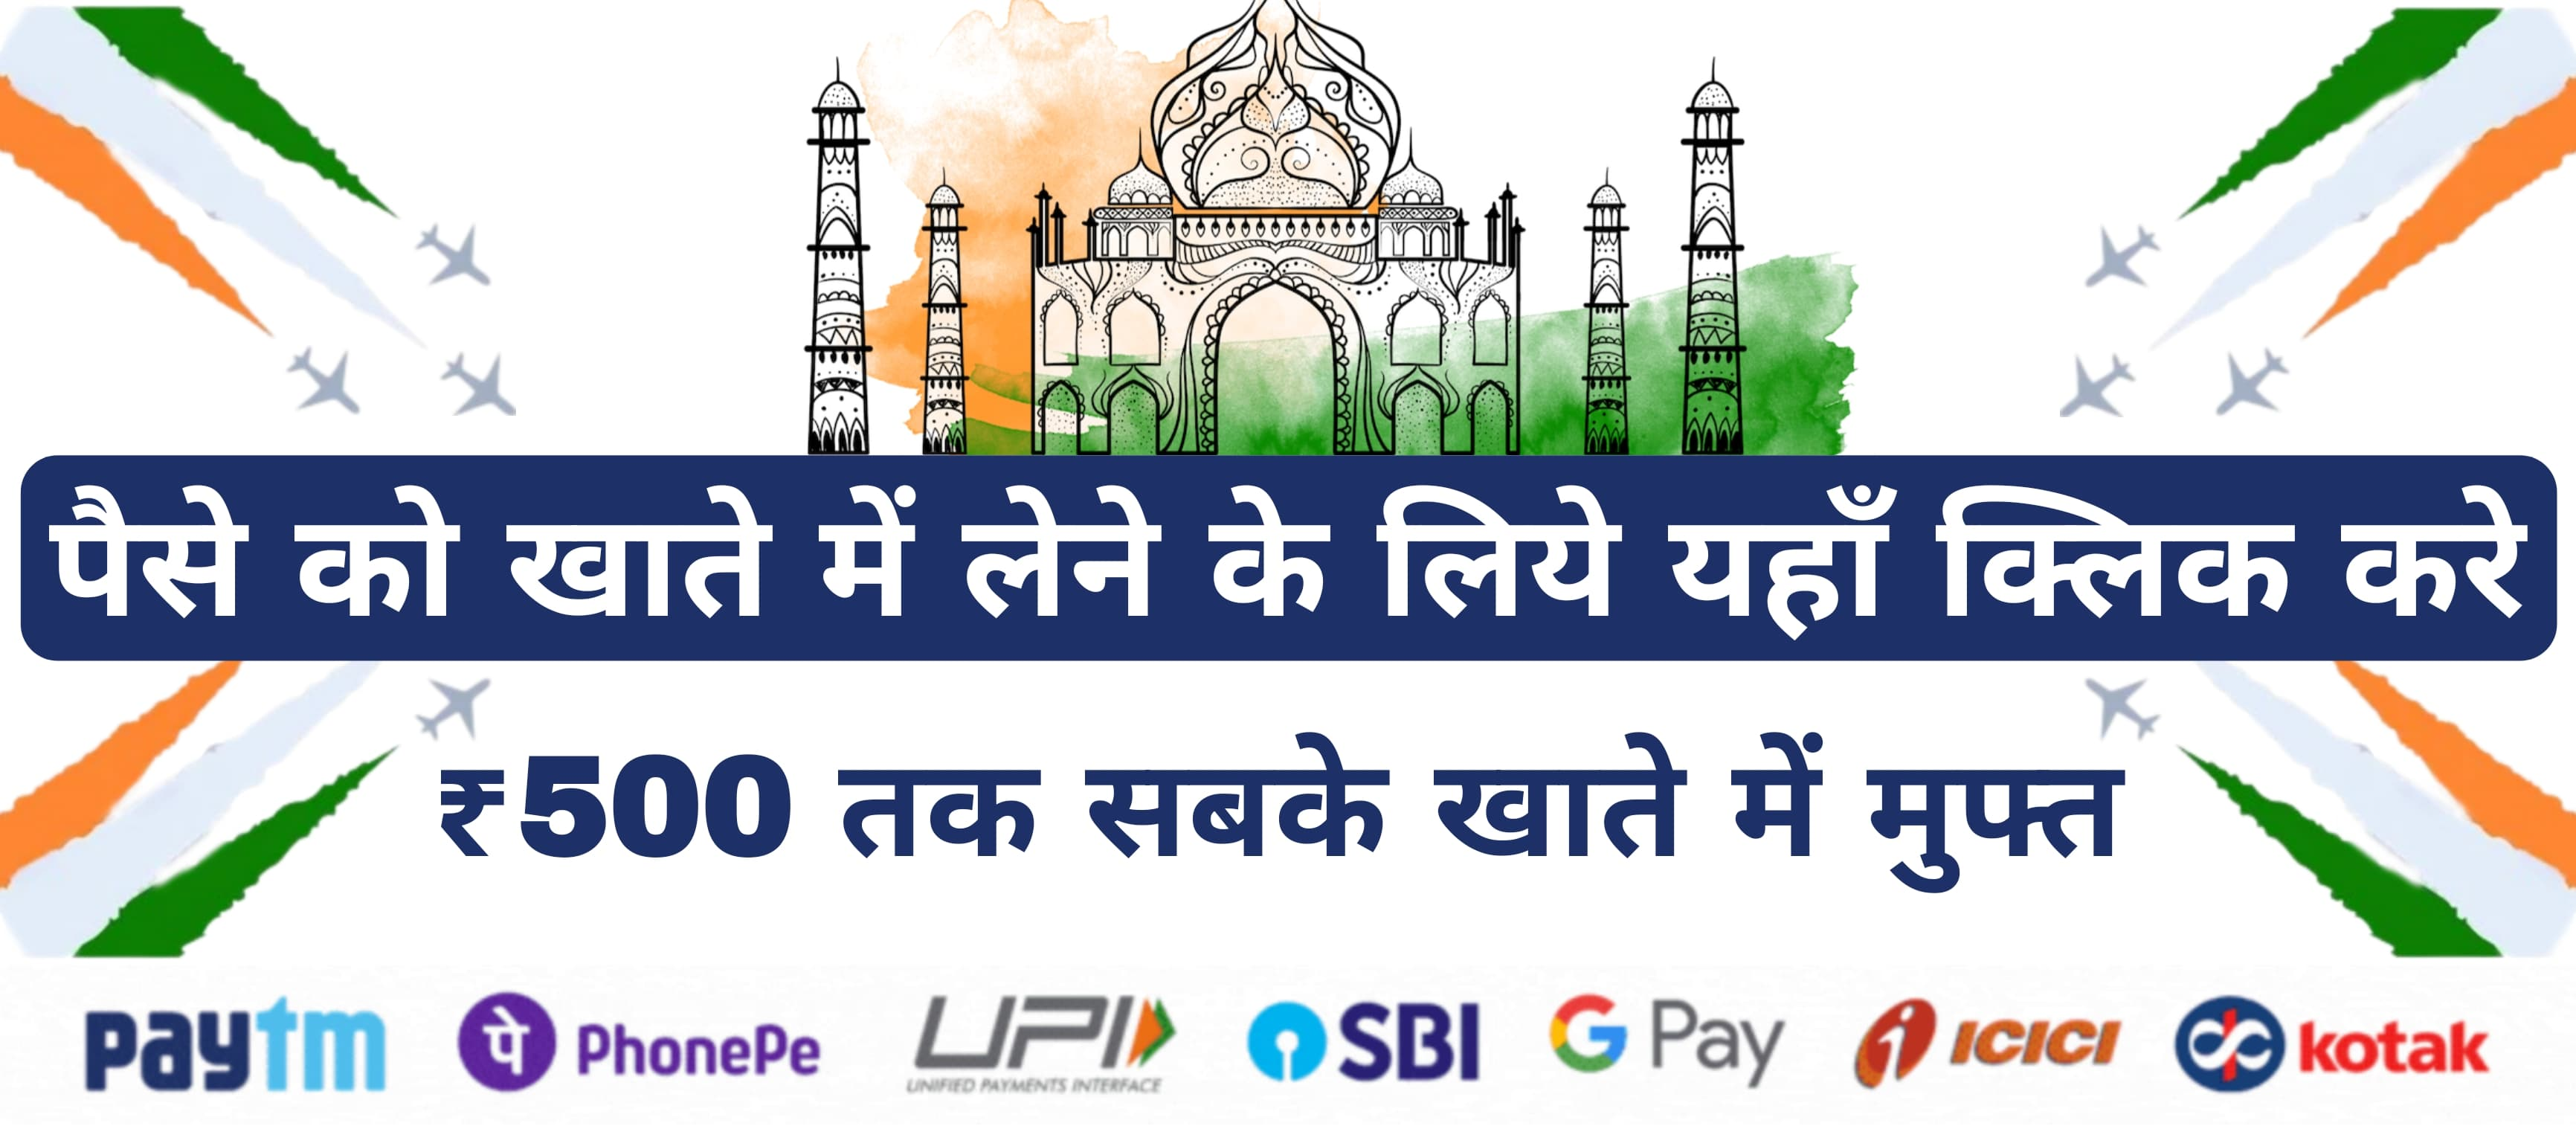 पैसे को खाते में लेने के लिये यहाँ क्लिक करे
₹500 तक सबके खाते में मुफ्त
paytm पे PhonePe UPI SBI G Pay ICICI kotak
UNIFIED PAYMENTS INTERFACE